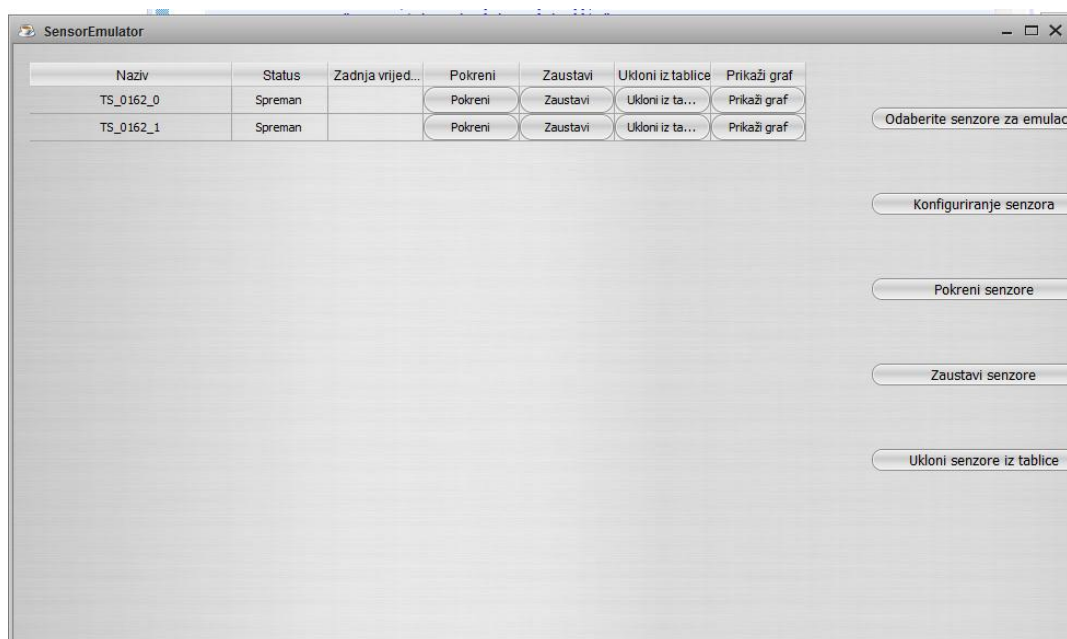 SensorEmulator
Naziv Status Zadnja vrijed... Pokreni Zaustavi Ukloni iz tablice Prikaži graf
TS_0162_0 Spreman Pokreni Zaustavi Ukloni iz ta... Prikaži graf
TS_0162_1 Spreman Pokreni Zaustavi Ukloni iz ta... Prikaži graf
Odaberite senzore za emulac
Konfiguriranje senzora
Pokreni senzore
Zaustavi senzore
Ukloni senzore iz tablice